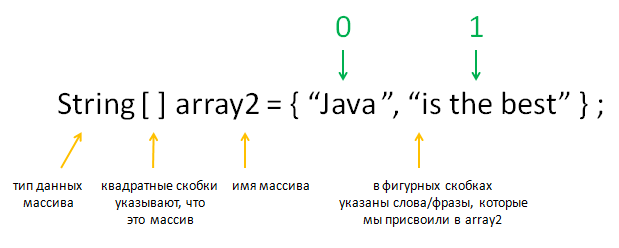 0 1
String [ ] array2 = { “Java ”, “is the best” } ;
тип данных
массива
квадратные скобки
указывают, что
это массив
имя массива
в фигурных скобках
указаны слова/фразы, которые
мы присвоили в array2